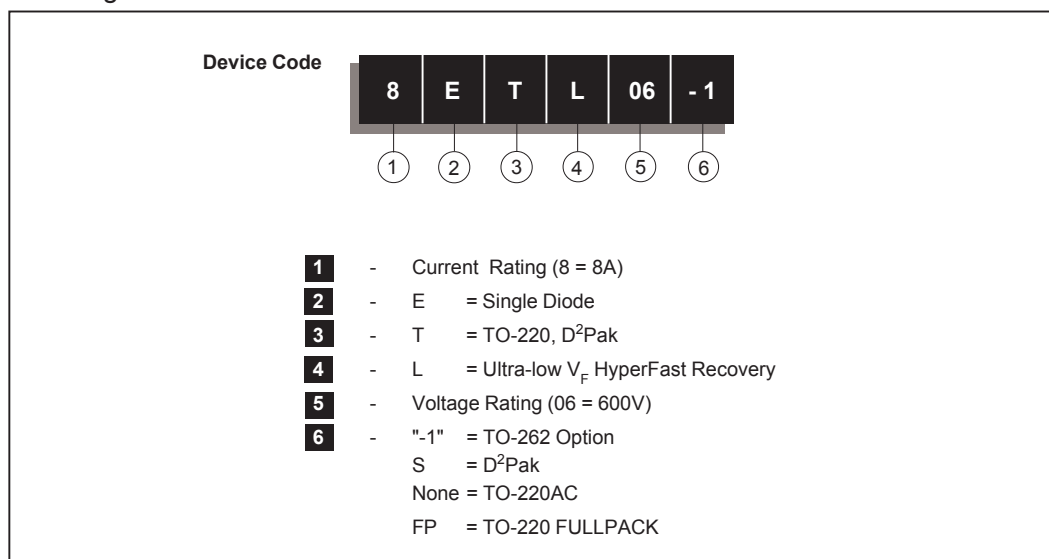 Device Code
8 E T L 06 - 1
1 2 3 4 5 6
1 - Current Rating (8 = 8A)
2 - E = Single Diode
3 - T = TO-220, D²Pak
4 - L = Ultra-low V_F HyperFast Recovery
5 - Voltage Rating (06 = 600V)
6 - "-1" = TO-262 Option
S = D²Pak
None = TO-220AC
FP = TO-220 FULLPACK